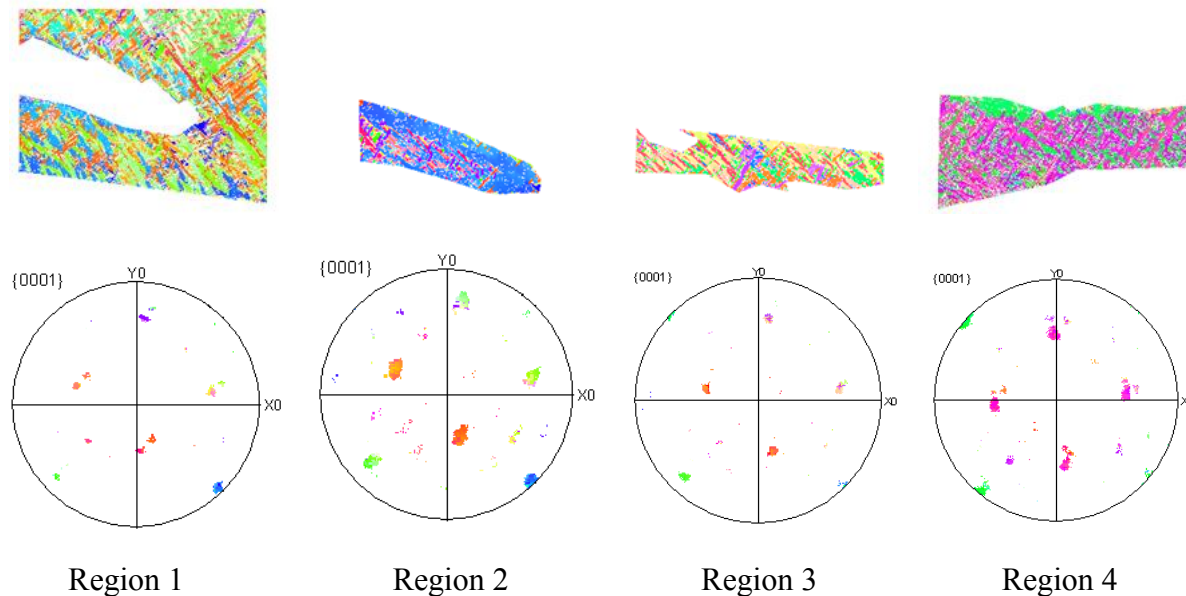 {0001}
Y0
X0
{0001}
Y0
X0
{0001}
Y0
X0
{0001}
Y0
X
Region 1
Region 2
Region 3
Region 4